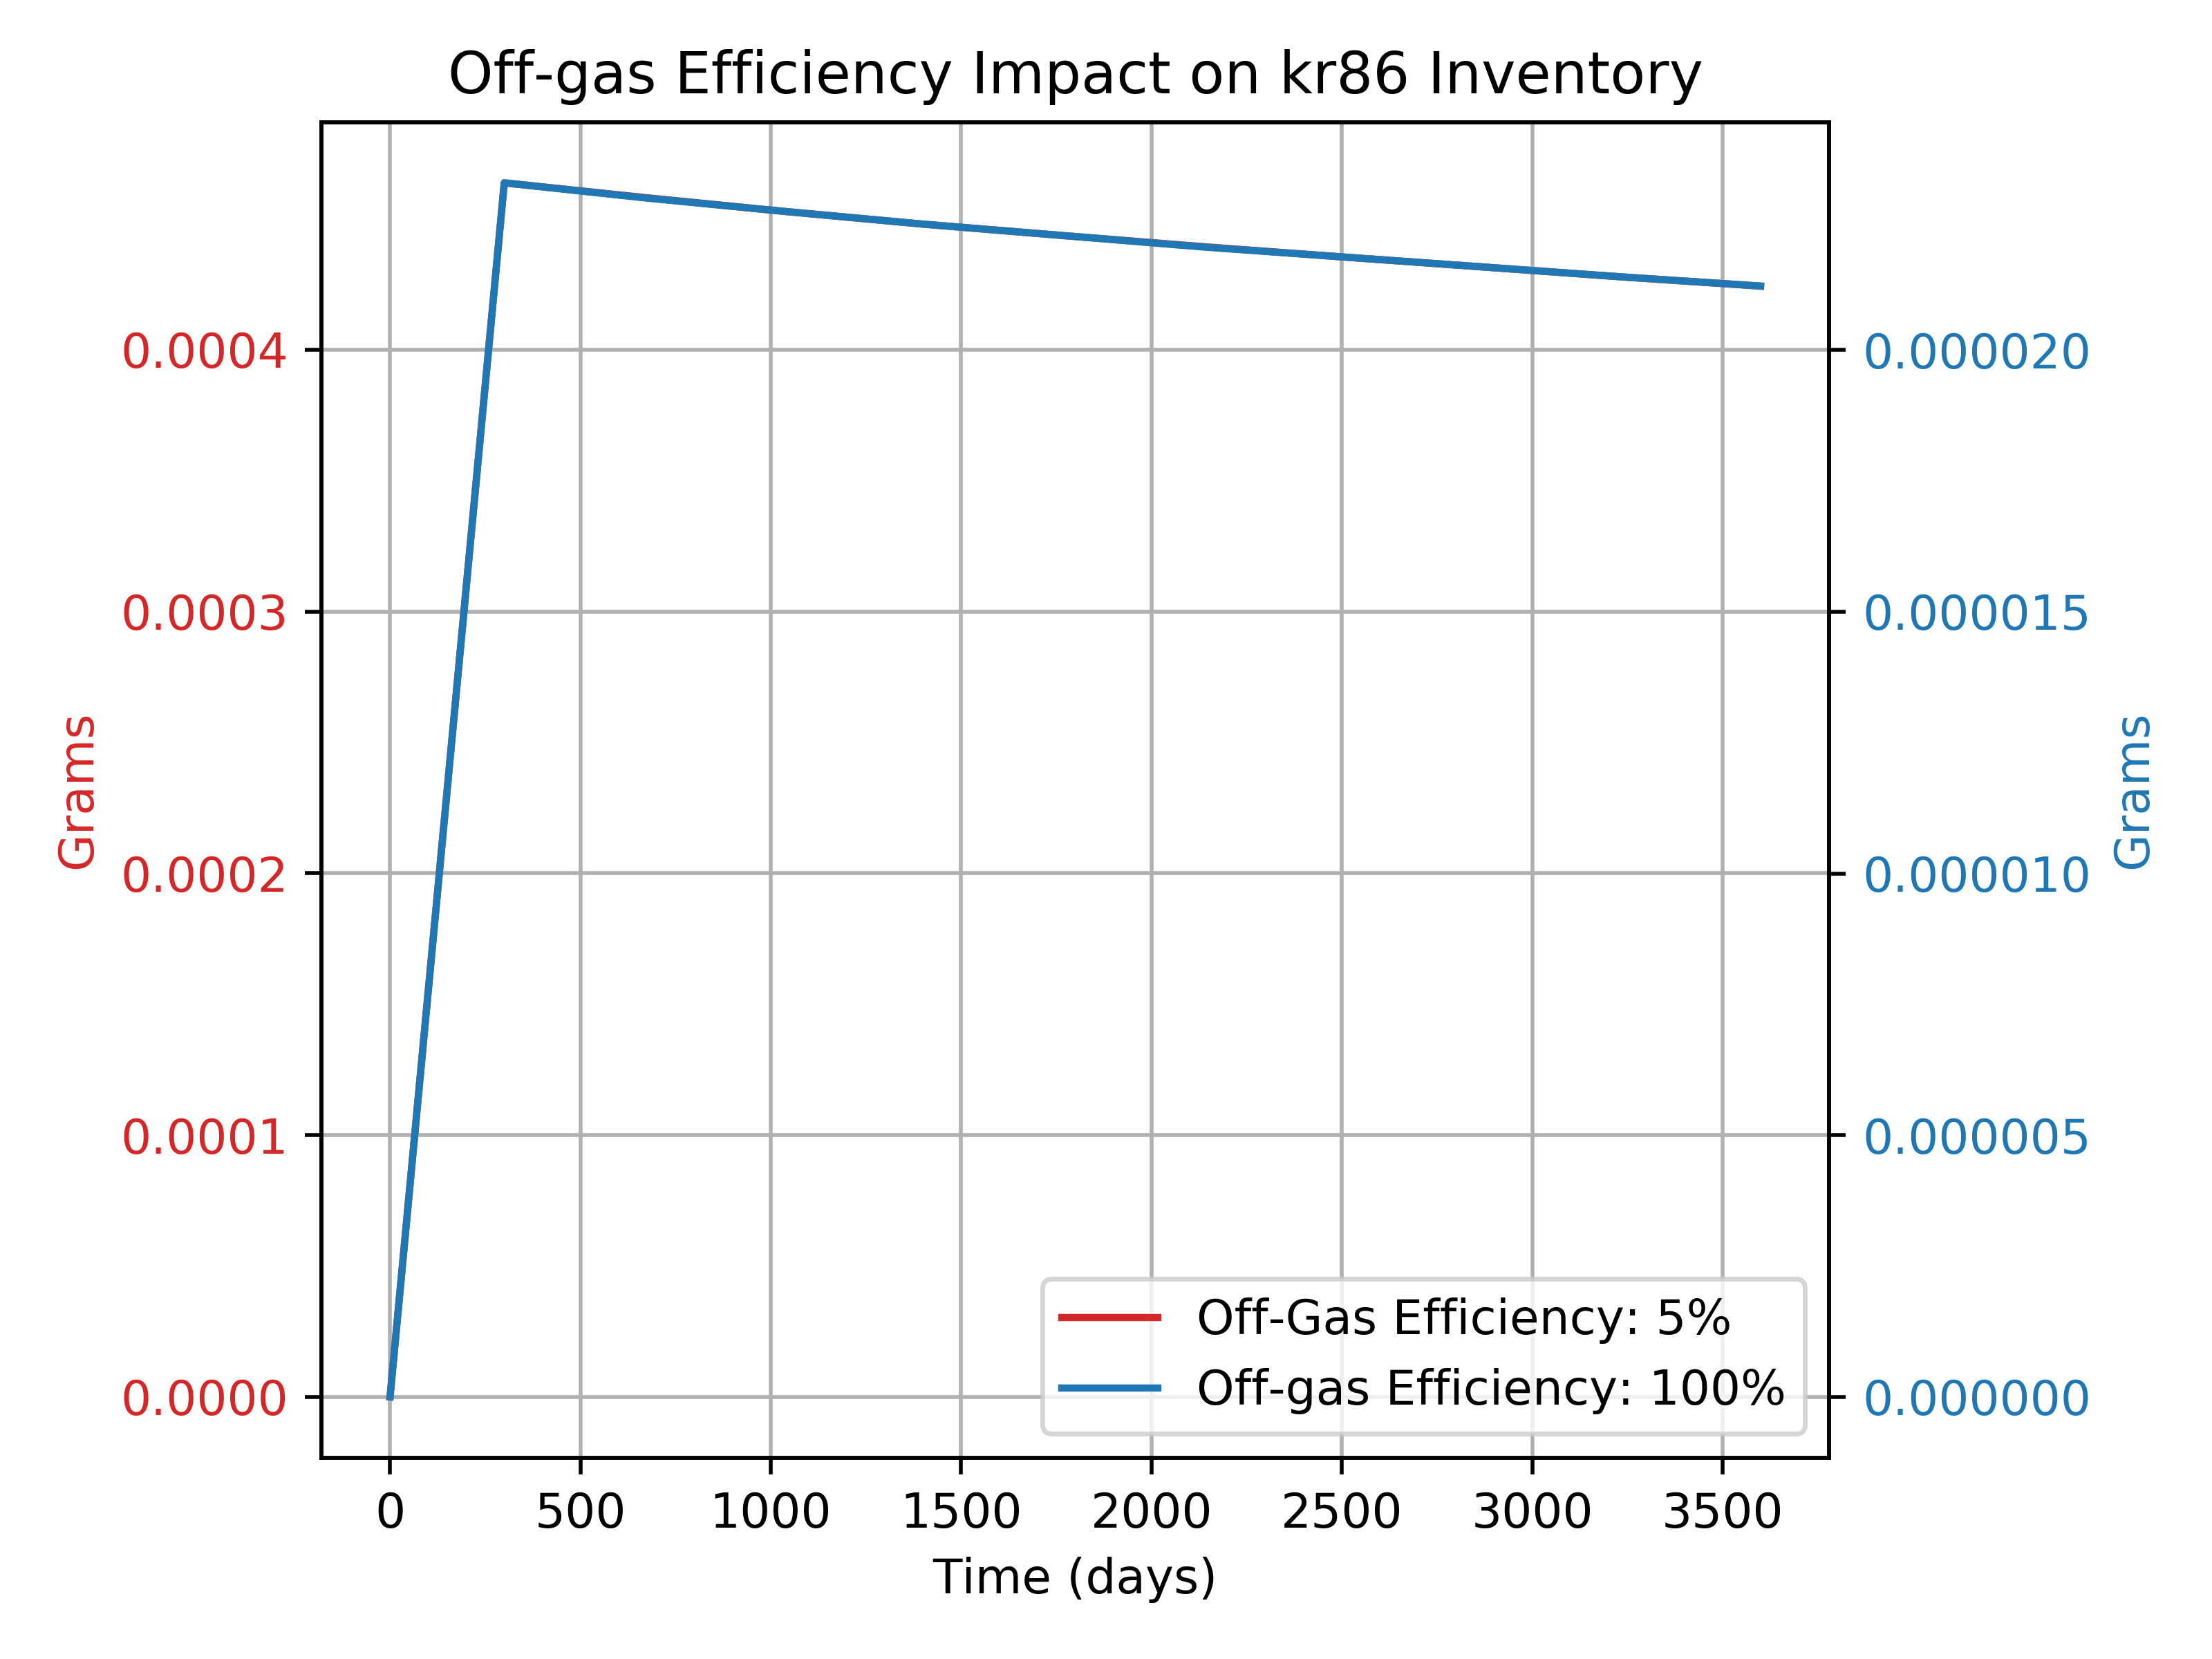 Off-gas Efficiency Impact on kr86 Inventory
Grams
0.0004
0.0003
0.0002
0.0001
0.0000
0.000020
0.000015
0.000010
0.000005
0.000000
Grams
Off-Gas Efficiency: 5%
Off-gas Efficiency: 100%
0 500 1000 1500 2000 2500 3000 3500
Time (days)